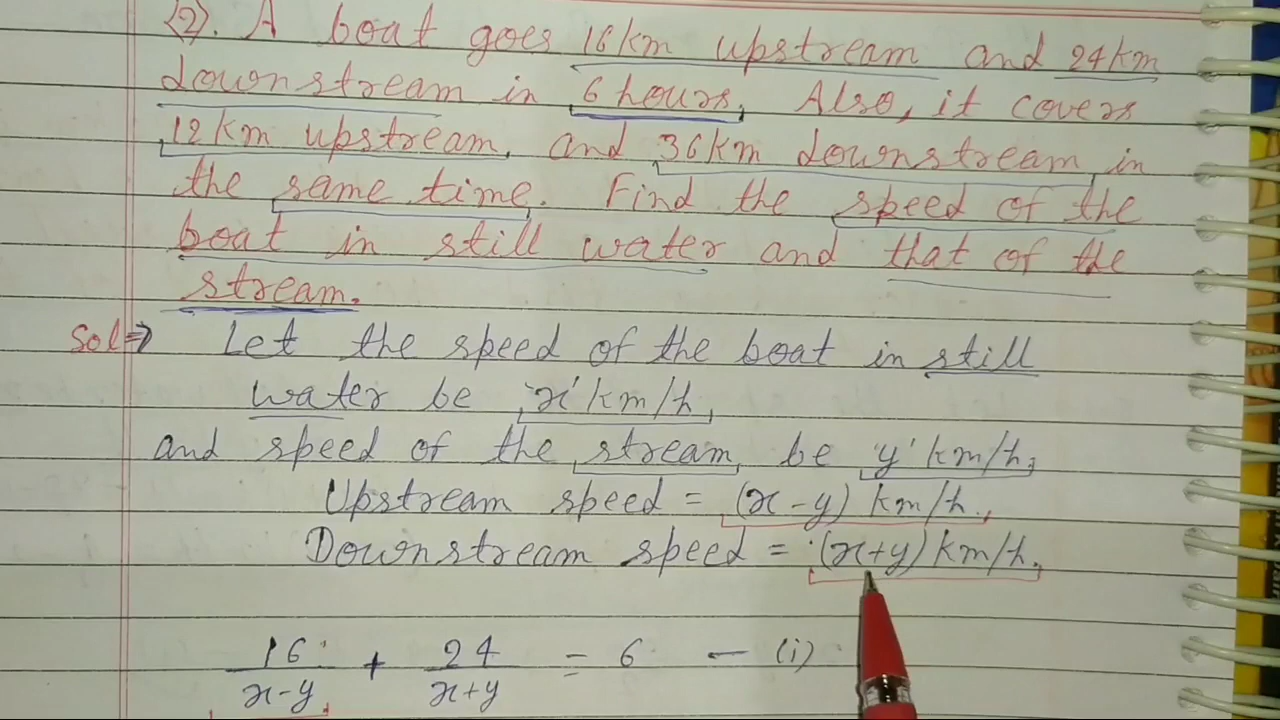 (2). A boat goes 16km upstream and 24km
downstream in 6 hours. Also, it covers
12km upstream and 36km downstream in
the same time. Find the speed of the
boat in still water and that of the
stream.
Sol⇒ Let the speed of the boat in still
water be 'x' km/h,
and speed of the stream be 'y' km/h,
Upstream speed = (x-y) km/h.,
Downstream speed = (x+y) km/h.
16/(x-y) + 24/(x+y) = 6 — (i)